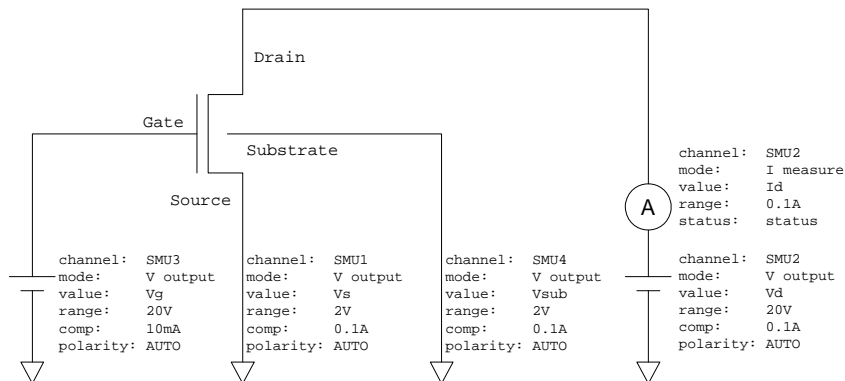 Drain
Gate
Substrate
Source
channel: SMU2
mode: I measure
value: Id
range: 0.1A
status: status
A
channel: SMU3
mode: V output
value: Vg
range: 20V
comp: 10mA
polarity: AUTO
channel: SMU1
mode: V output
value: Vs
range: 2V
comp: 0.1A
polarity: AUTO
channel: SMU4
mode: V output
value: Vsub
range: 2V
comp: 0.1A
polarity: AUTO
channel: SMU2
mode: V output
value: Vd
range: 20V
comp: 0.1A
polarity: AUTO